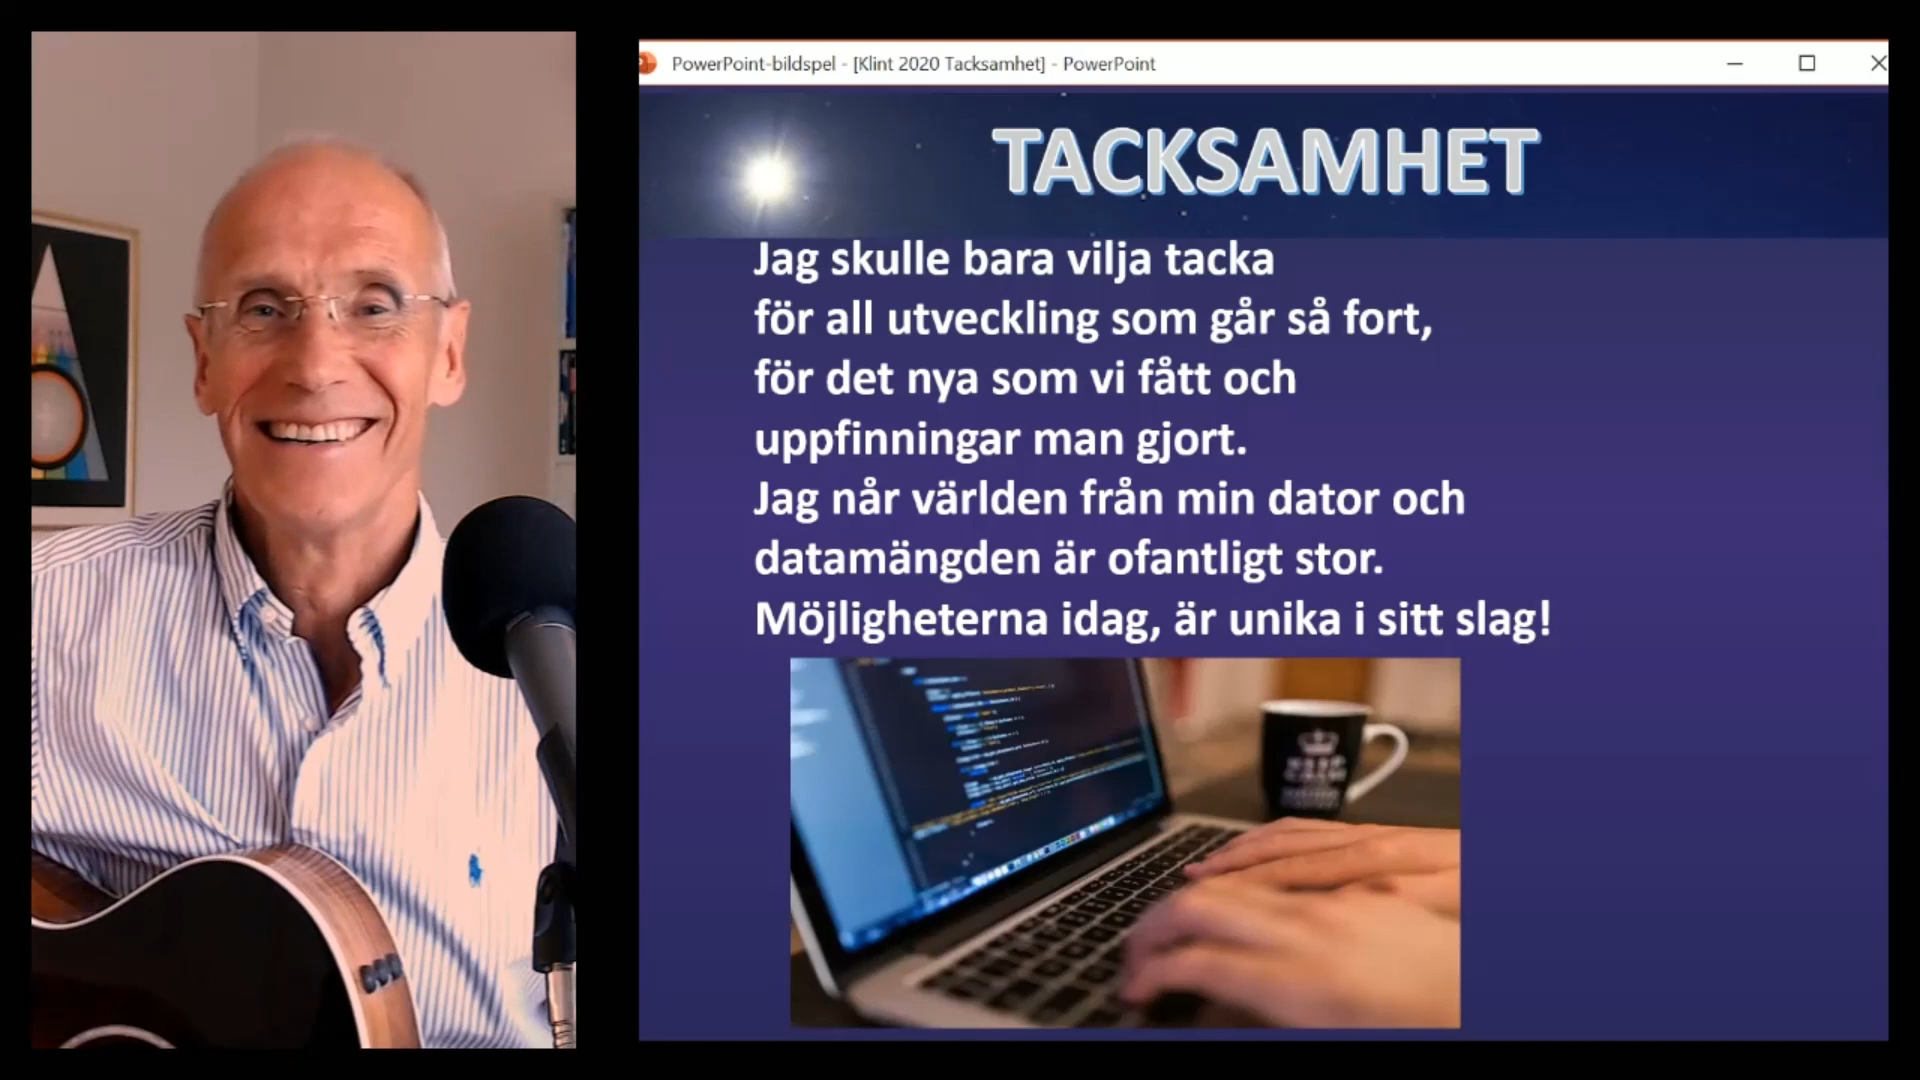 PowerPoint-bildspel - [Klint 2020 Tacksamhet] - PowerPoint
TACKSAMHET
Jag skulle bara vilja tacka
för all utveckling som går så fort,
för det nya som vi fått och
uppfinningar man gjort.
Jag når världen från min dator och
datamängden är ofantligt stor.
Möjligheterna idag, är unika i sitt slag!